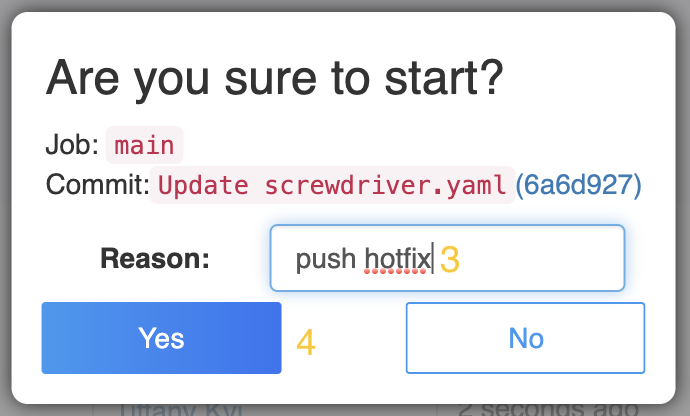 Are you sure to start?
Job: main
Commit: Update screwdriver.yaml (6a6d927)
Reason: push hotfix 3
Yes 4 No
2 seconds ago